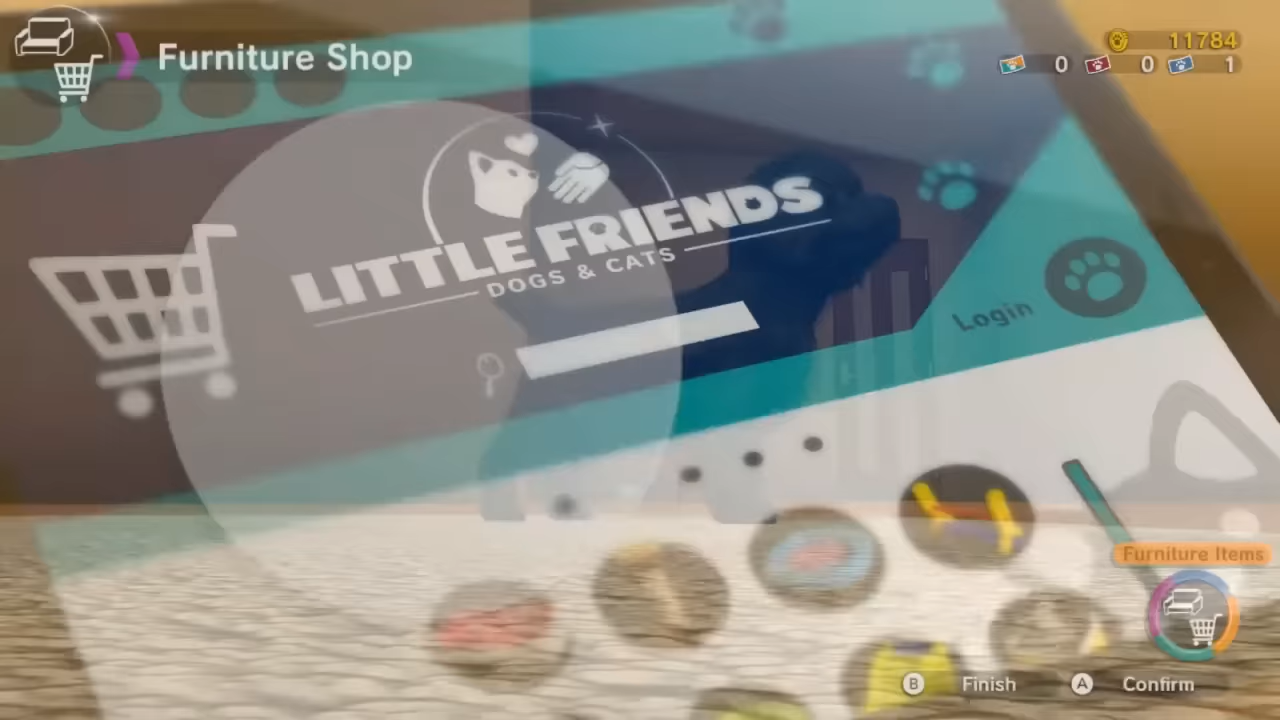 Furniture Shop
11784
0 0 1
LITTLE FRIENDS
DOGS & CATS
Login
Furniture Items
B Finish A Confirm